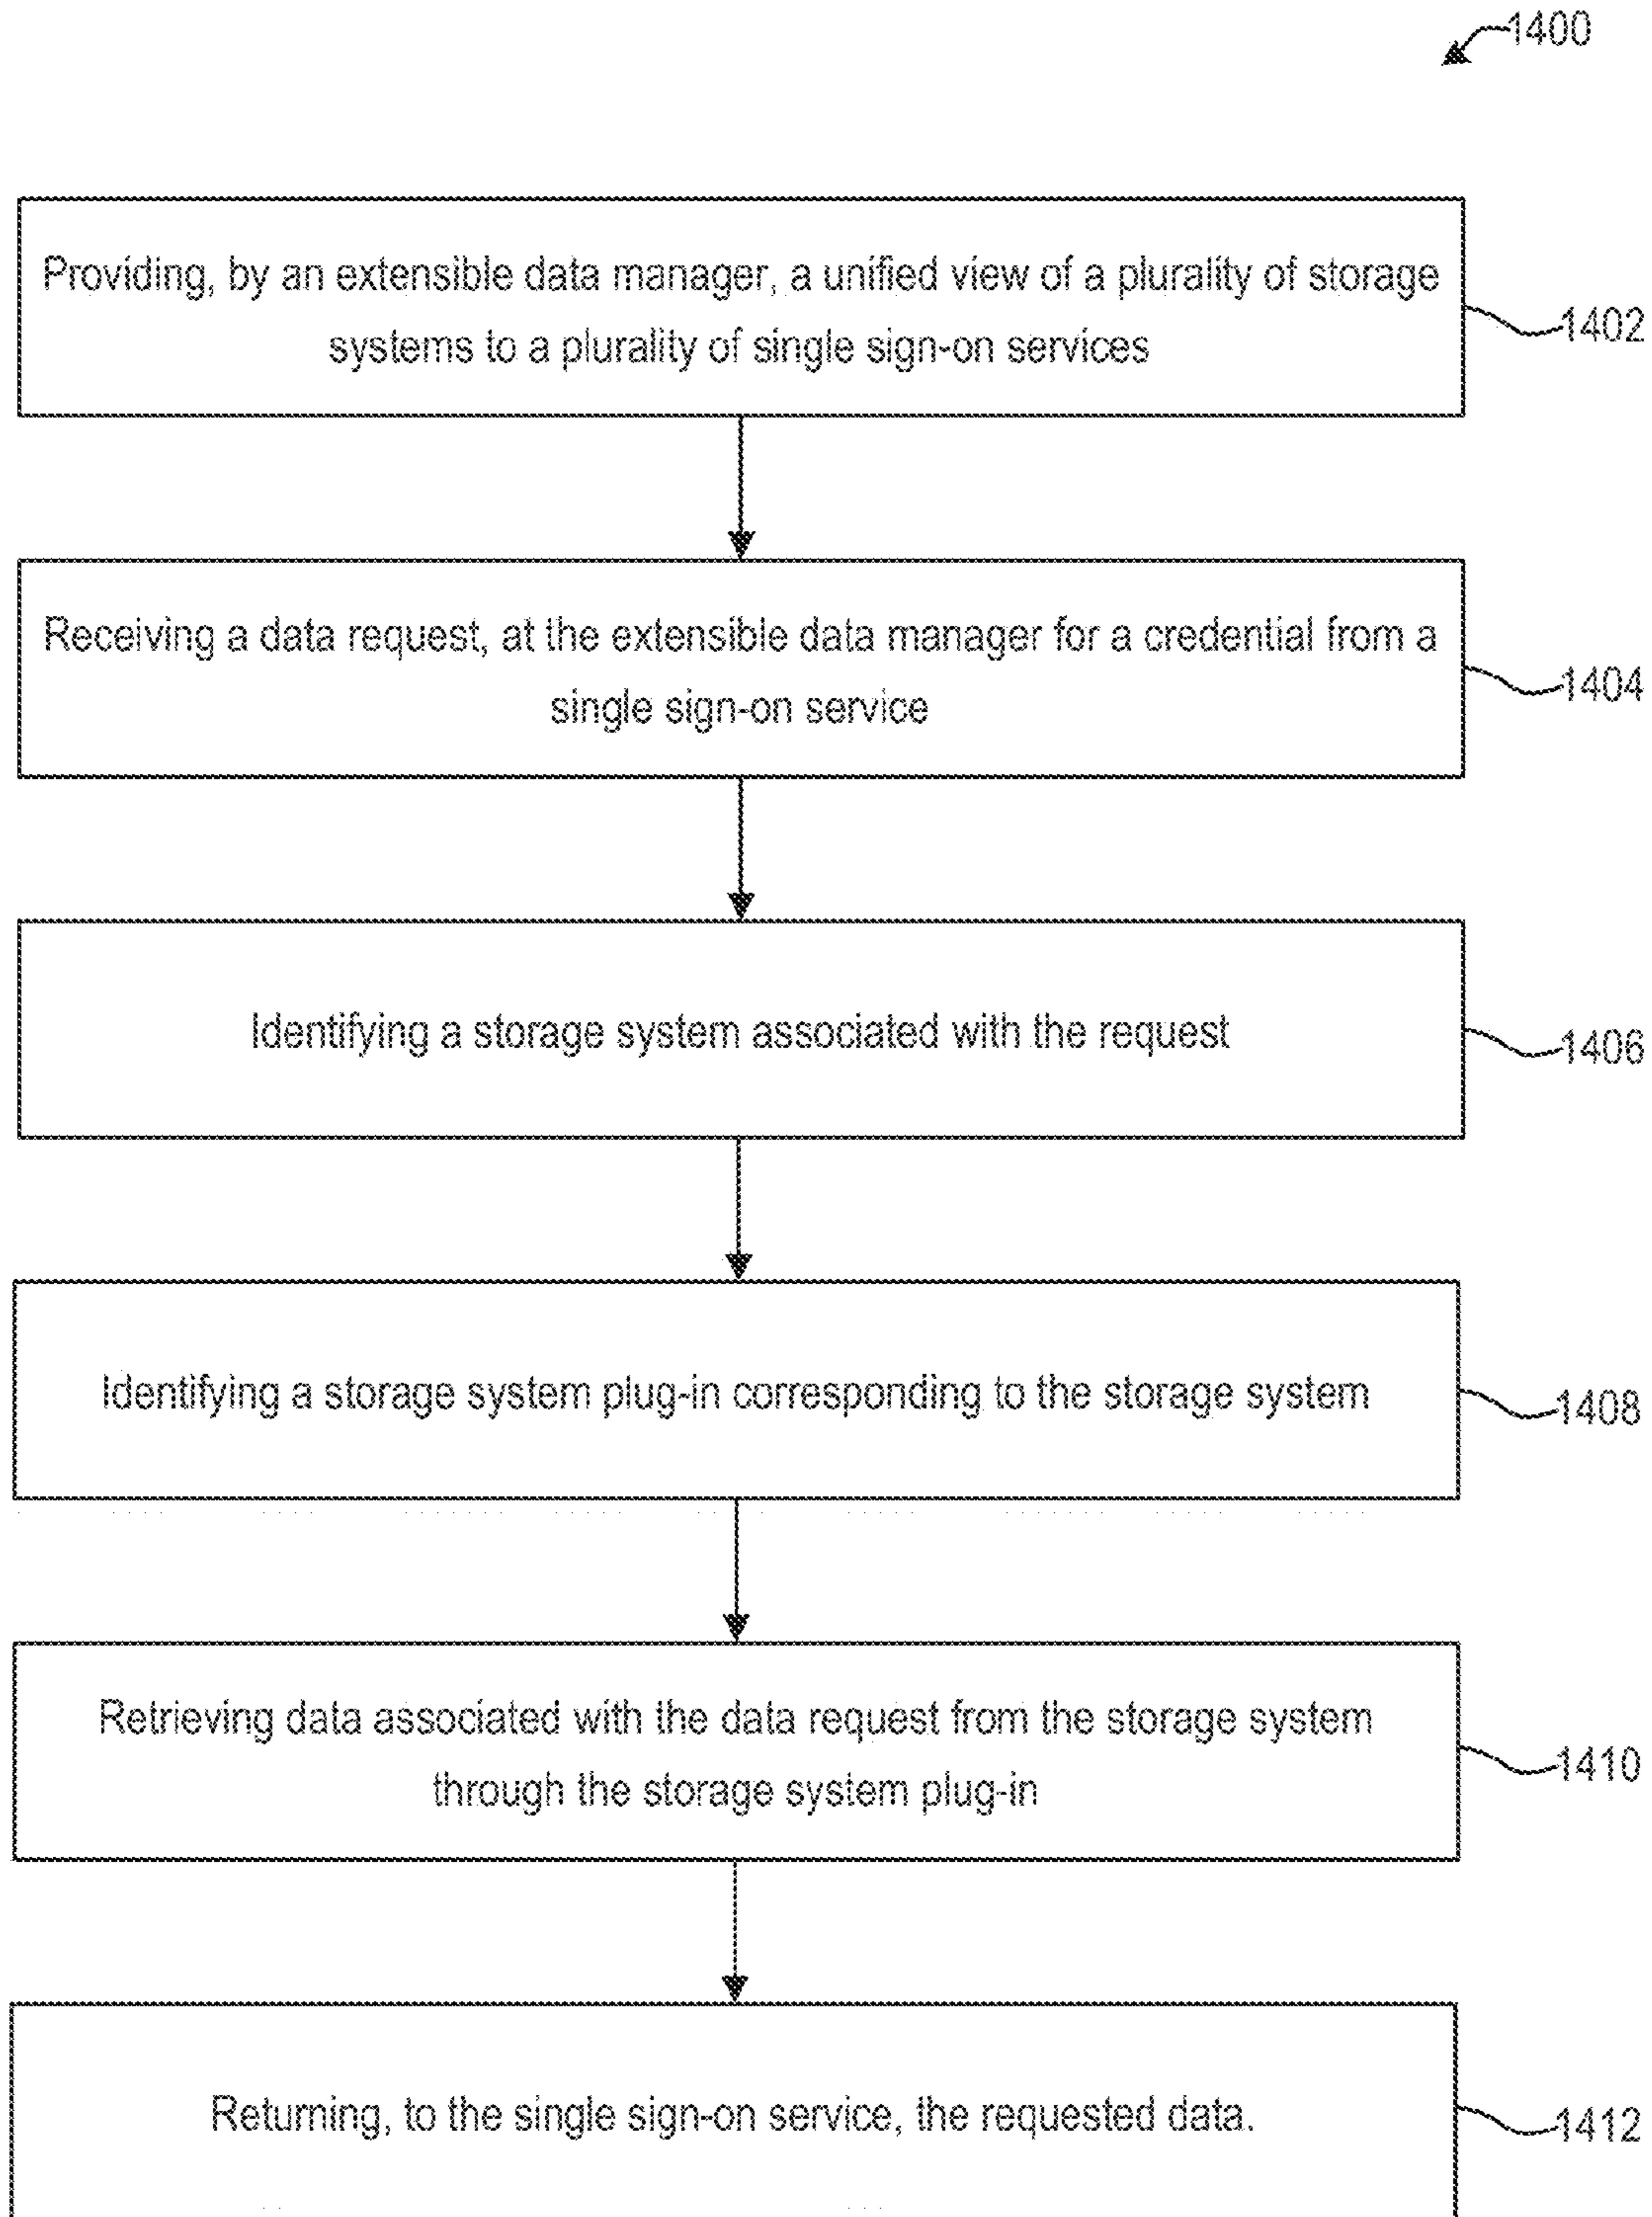 1400
Providing, by an extensible data manager, a unified view of a plurality of storage
systems to a plurality of single sign-on services
1402
Receiving a data request, at the extensible data manager for a credential from a
single sign-on service
1404
Identifying a storage system associated with the request
1406
Identifying a storage system plug-in corresponding to the storage system
1408
Retrieving data associated with the data request from the storage system
through the storage system plug-in
1410
Returning, to the single sign-on service, the requested data.
1412